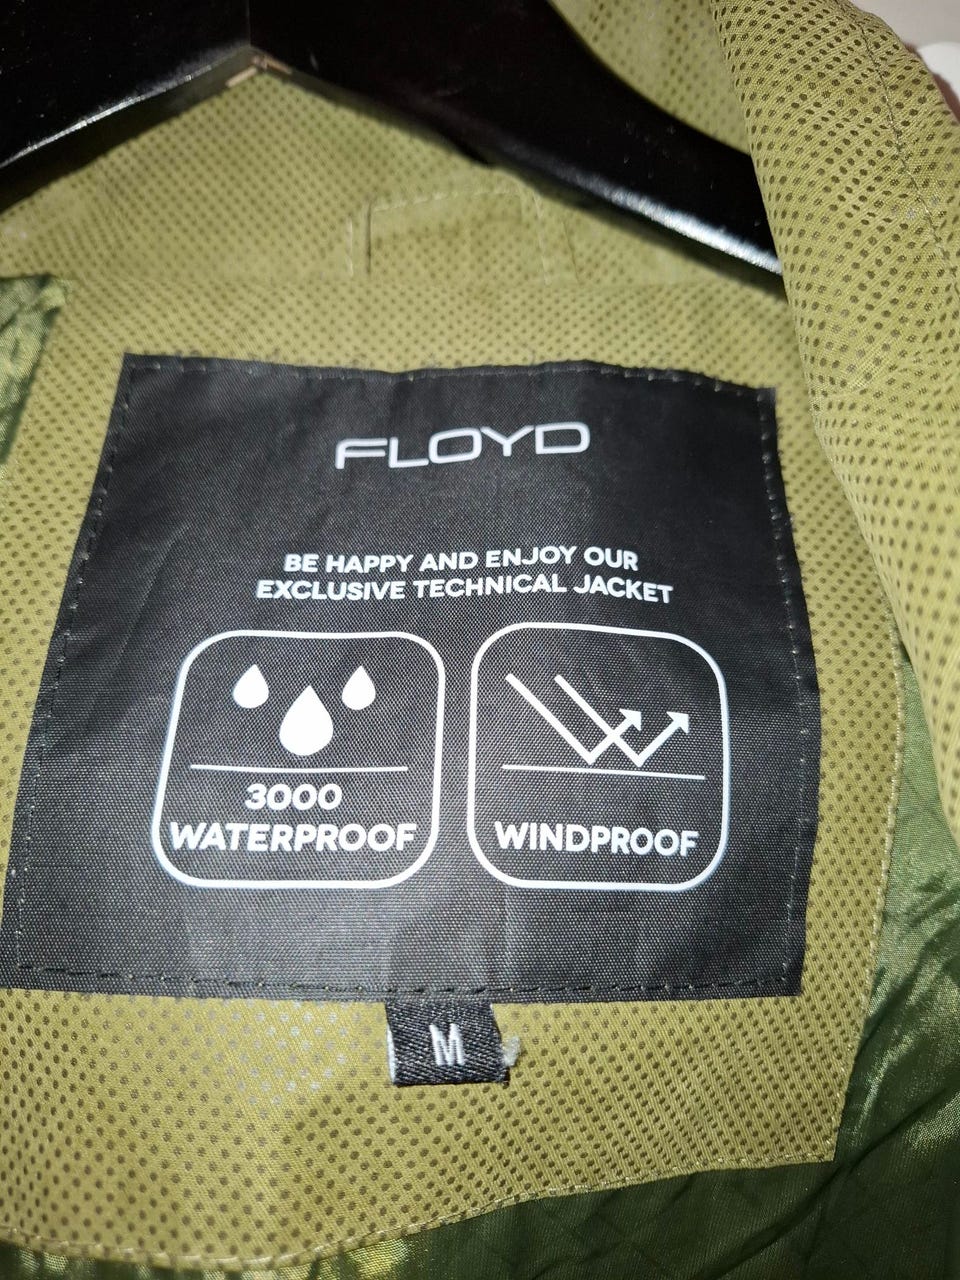 FLOYD
BE HAPPY AND ENJOY OUR
EXCLUSIVE TECHNICAL JACKET
3000
WATERPROOF
WINDPROOF
M